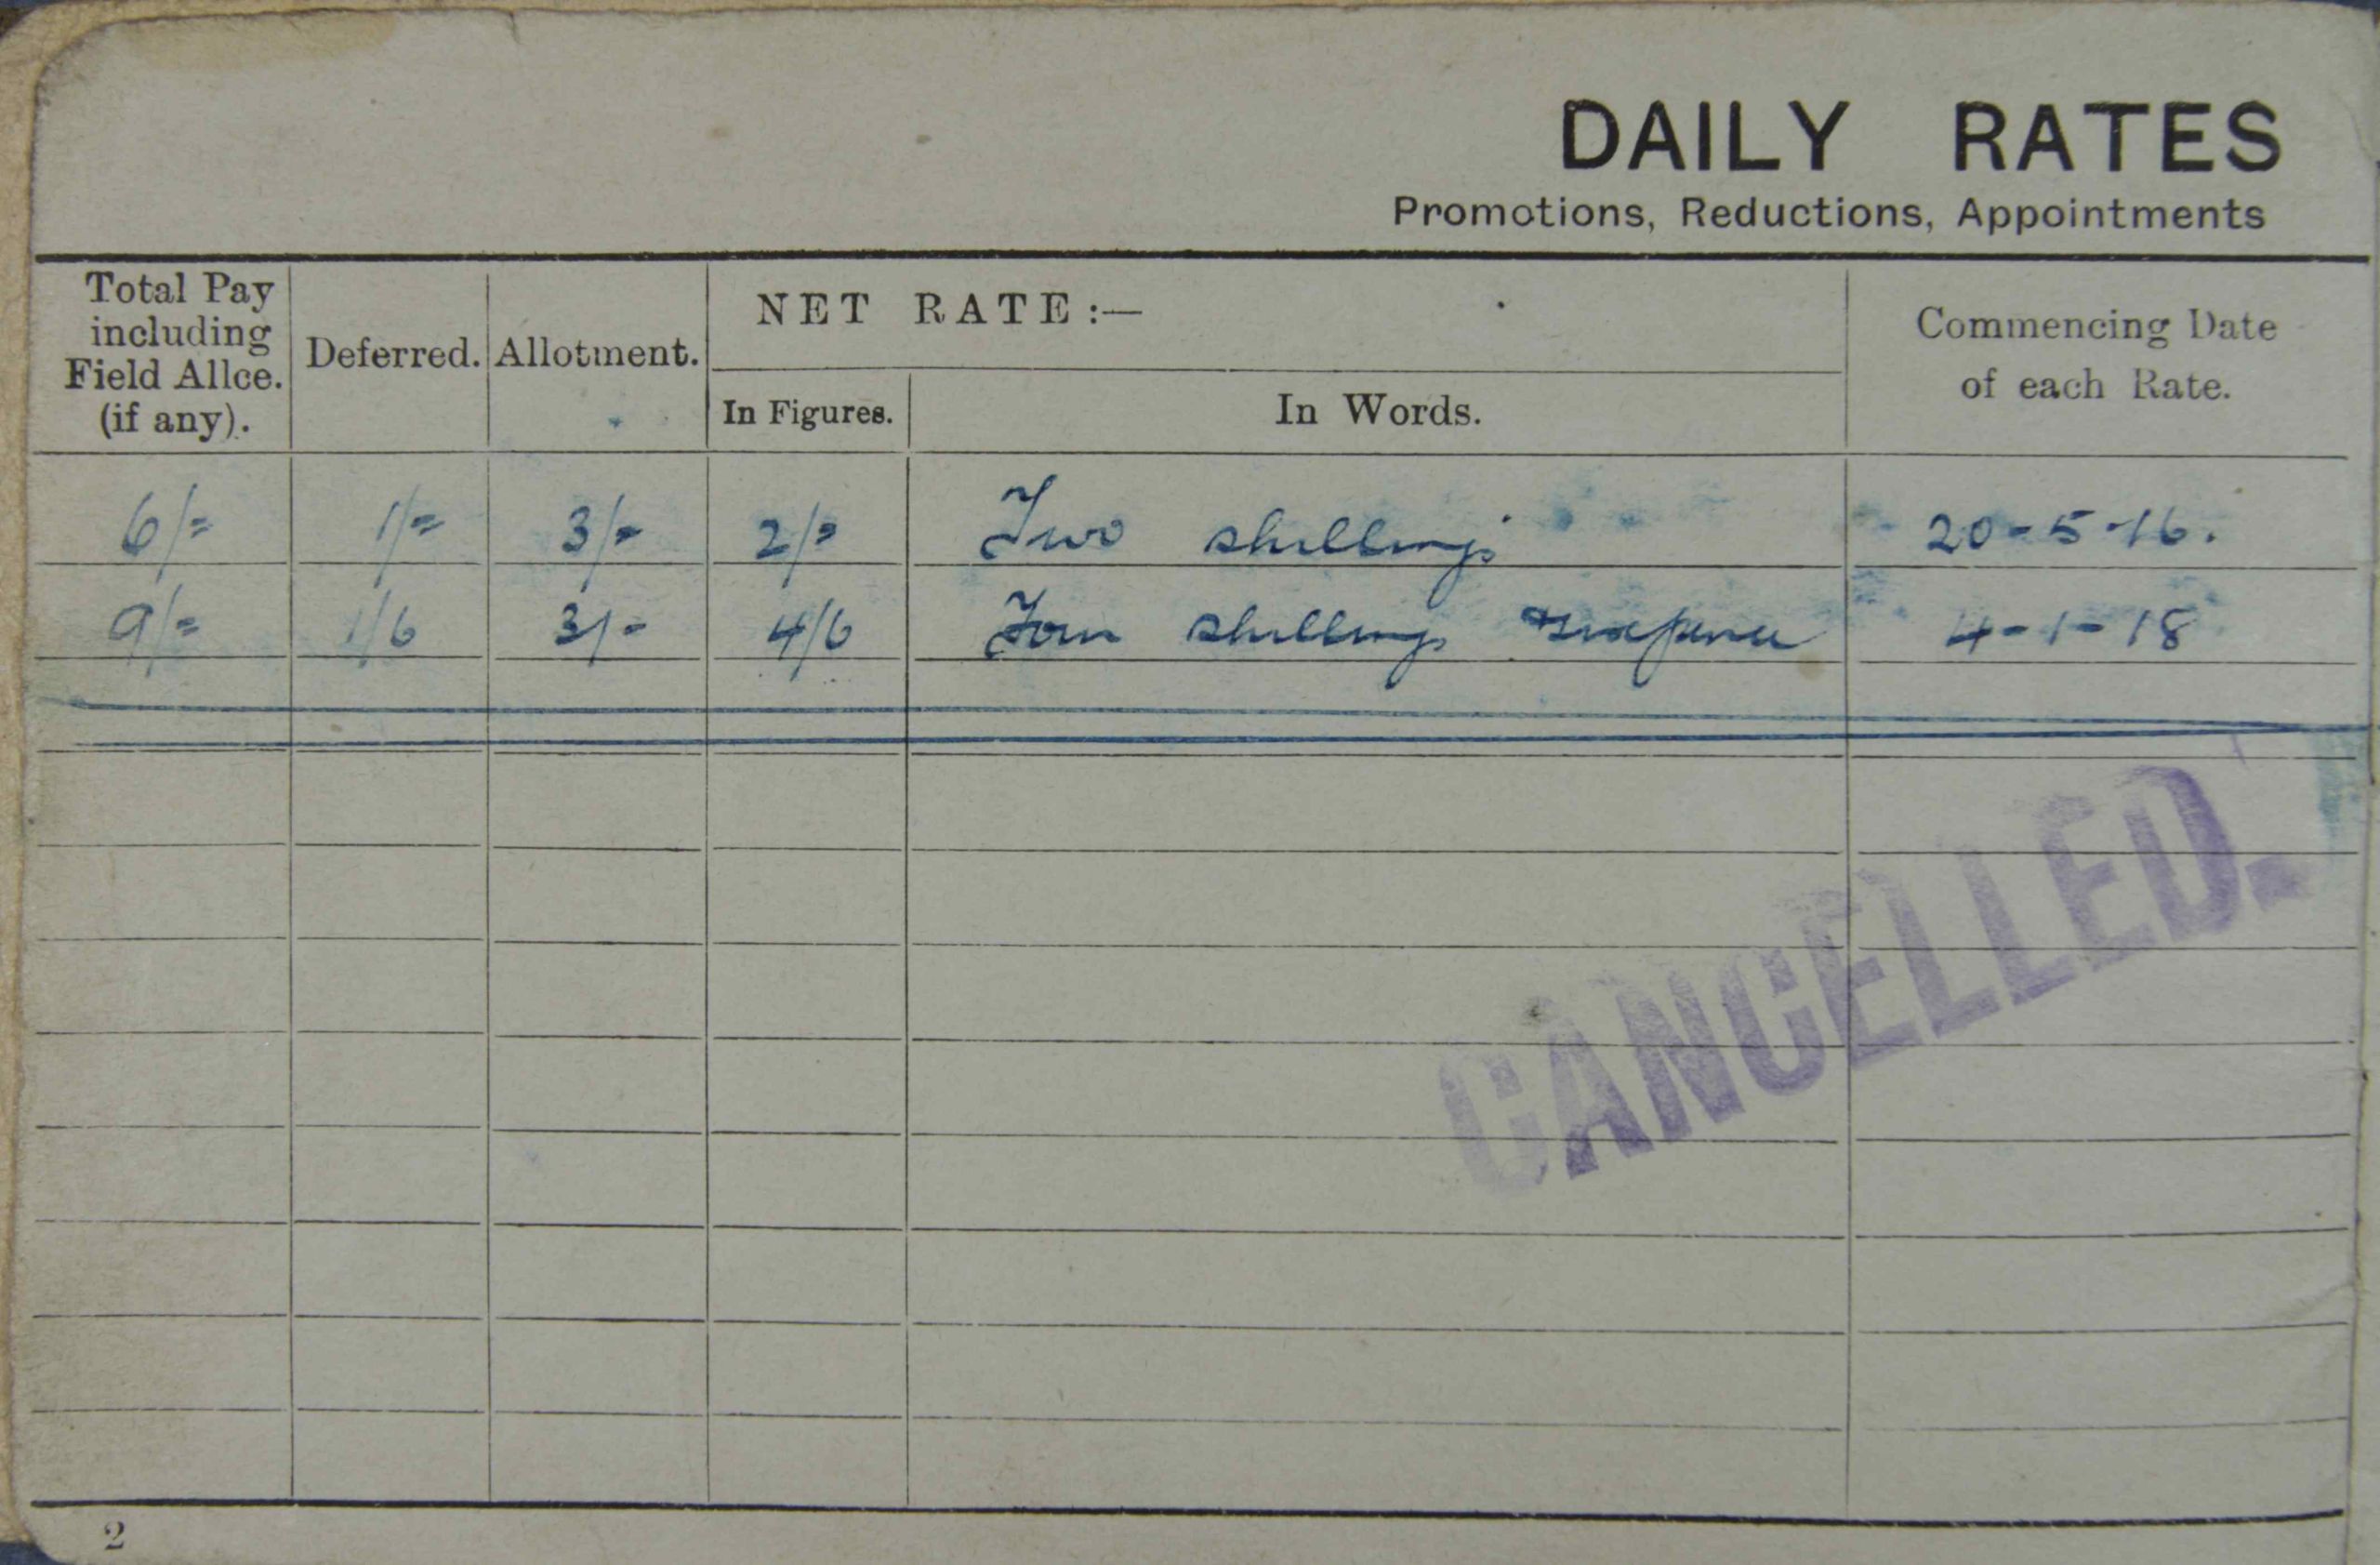 DAILY RATES
Promotions, Reductions, Appointments
Total Pay including Field Allce. (if any).
Deferred.
Allotment.
NET RATE :—
In Figures.
In Words.
Commencing Date of each Rate.
6/= 1/= 3/= 2/= Two shillings 20-5-16.
9/= 1/6 3/- 4/6 Four shillings & sixpence 4-1-18
CANCELLED.
2